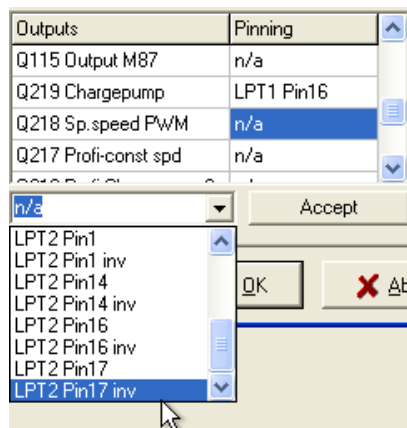 Outputs Pinning
Q115 Output M87 n/a
Q219 Chargepump LPT1 Pin16
Q218 Sp.speed PWM n/a
Q217 Profi-const spd n/a
n/a Accept
LPT2 Pin1
LPT2 Pin1 inv
LPT2 Pin14
LPT2 Pin14 inv
LPT2 Pin16
LPT2 Pin16 inv
LPT2 Pin17
LPT2 Pin17 inv
OK